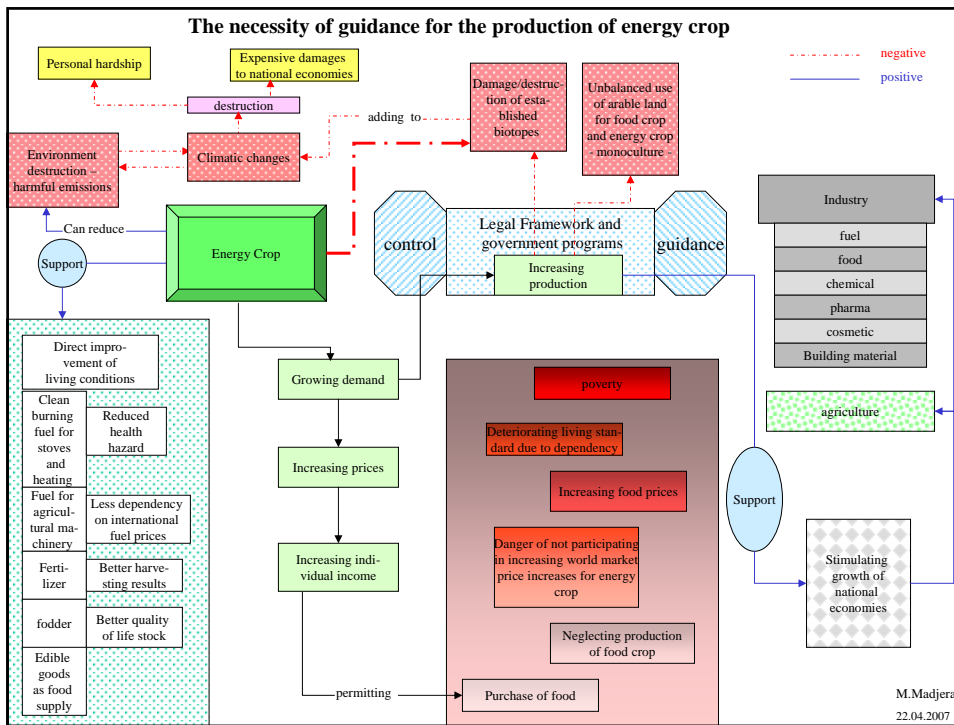 The necessity of guidance for the production of energy crop
negative
positive
Personal hardship
Expensive damages
to national economies
destruction
Environment
destruction –
harmful emissions
Climatic changes
adding to
Damage/destruc-
tion of esta-
blished
biotopes
Unbalanced use
of arable land
for food crop
and energy crop
- monoculture -
Can reduce
Support
Energy Crop
control
Legal Framework and
government programs
guidance
Increasing
production
Industry
fuel
food
chemical
pharma
cosmetic
Building material
agriculture
Direct impro-
vement of
living conditions
Clean
burning
fuel for
stoves
and
heating
Reduced
health
hazard
Fuel for
agricul-
tural ma-
chinery
Less dependency
on international
fuel prices
Ferti-
lizer
Better harve-
sting results
fodder
Better quality
of life stock
Edible
goods
as food
supply
Growing demand
Increasing prices
Increasing indi-
vidual income
permitting
poverty
Deteriorating living stan-
dard due to dependency
Increasing food prices
Danger of not participating
in increasing world market
price increases for energy
crop
Neglecting production
of food crop
Purchase of food
Support
Stimulating
growth of
national
economies
M.Madjera
22.04.2007